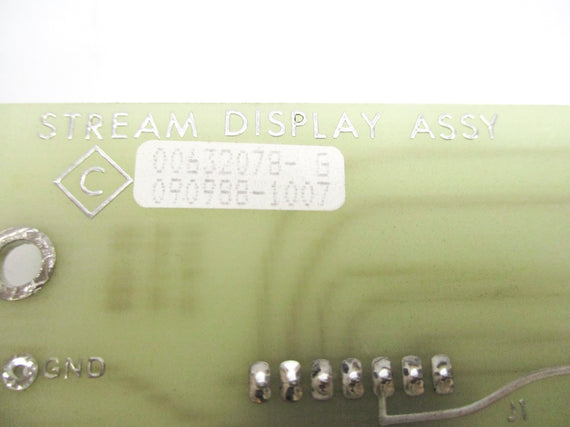 STREAM DISPLAY ASSY
C
00632078- G
090988-1007
GND
J1